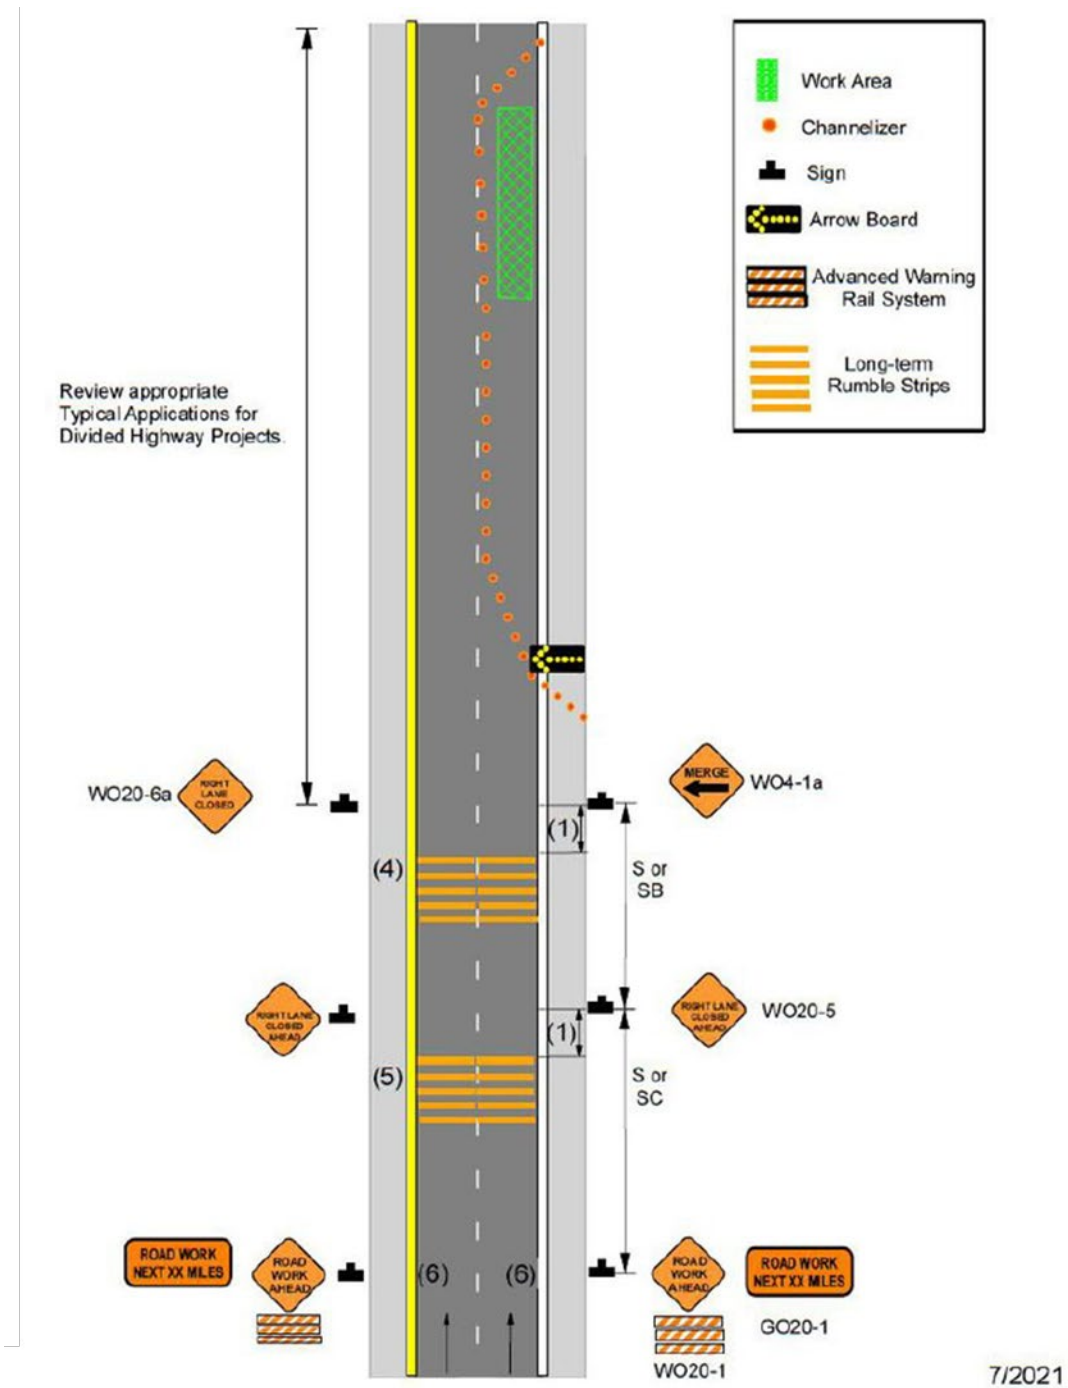 Work Area
Channelizer
Sign
Arrow Board
Advanced Warning
Rail System
Long-term
Rumble Strips
Review appropriate
Typical Applications for
Divided Highway Projects.
WO20-6a
RIGHT
LANE
CLOSED
MERGE
WO4-1a
(1)
(4)
S or
SB
RIGHT LANE
CLOSED
AHEAD
RIGHT LANE
CLOSED
AHEAD
WO20-5
(1)
(5)
S or
SC
ROAD WORK
NEXT XX MILES
ROAD
WORK
AHEAD
(6)
(6)
ROAD
WORK
AHEAD
ROAD WORK
NEXT XX MILES
GO20-1
WO20-1
7/2021